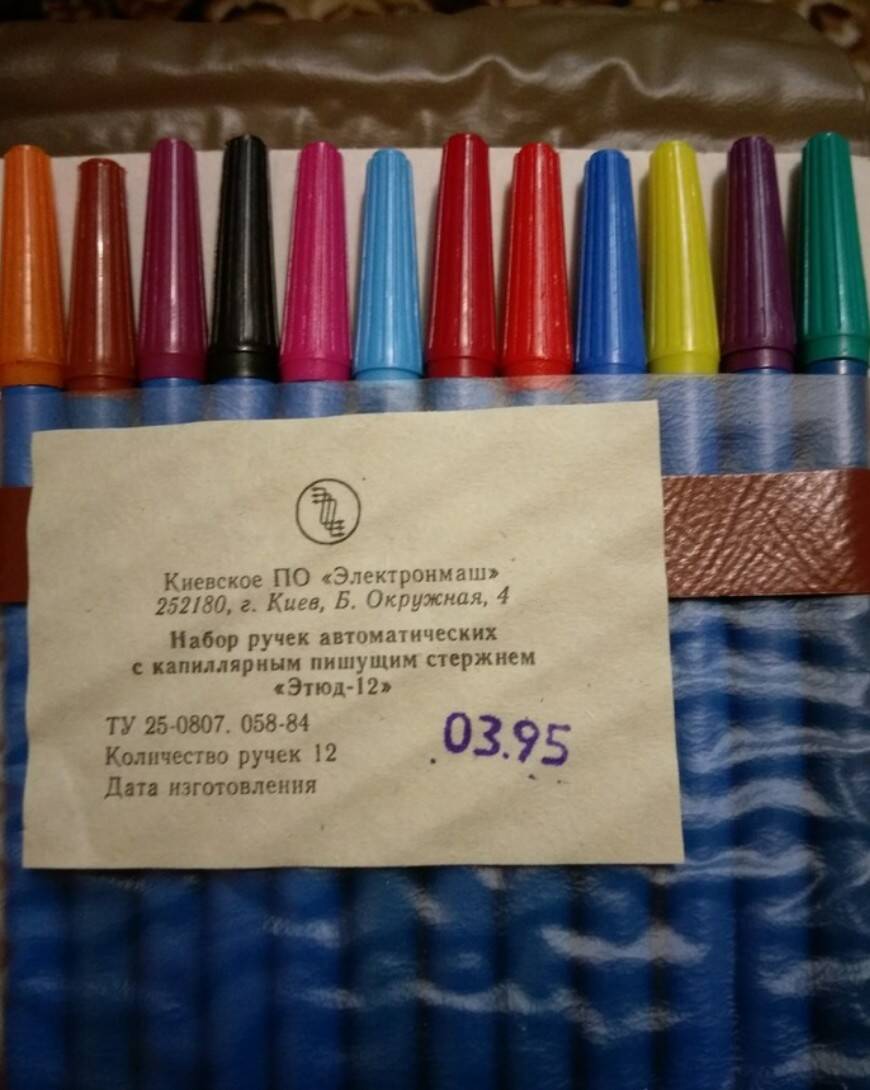 Киевское ПО «Электронмаш»
252180, г. Киев, Б. Окружная, 4
Набор ручек автоматических
с капиллярным пишущим стержнем
«Этюд-12»
ТУ 25-0807. 058-84
Количество ручек 12
Дата изготовления
03.95